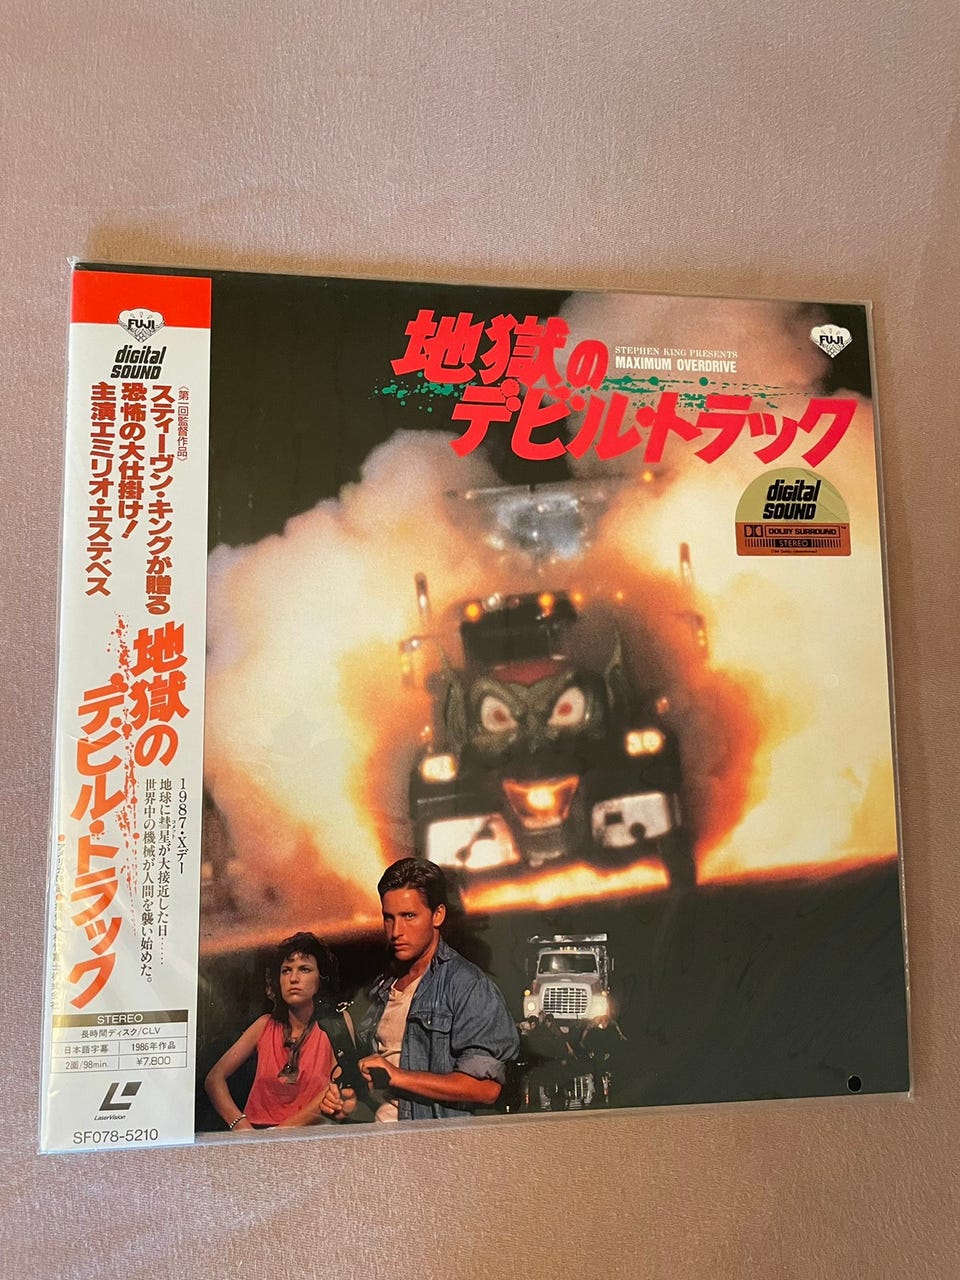 FUJI
digital
SOUND
〈第一回監督作品〉
スティーヴン・キングが贈る
恐怖の大仕掛け!
主演エミリオ・エステベス
地獄の
デビル・トラック
1987・Xデー
地球に彗星が大接近した日……
世界中の機械が人間を襲い始めた。
STEREO
長時間ディスク/CLV
日本語字幕 1986年作品
2面/98min. ¥7,800
LaserVision
SF078-5210
地獄の
デビル・トラック
STEPHEN KING PRESENTS
MAXIMUM OVERDRIVE
FUJI
digital
SOUND
DOLBY SURROUND™
STEREO